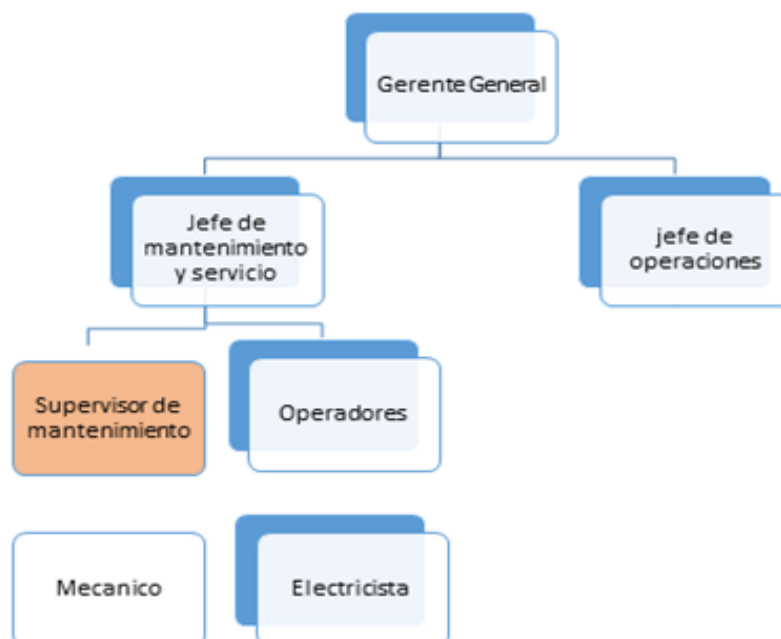 Gerente General
Jefe de
mantenimiento
y servicio
jefe de
operaciones
Supervisor de
mantenimiento
Operadores
Mecanico
Electricista